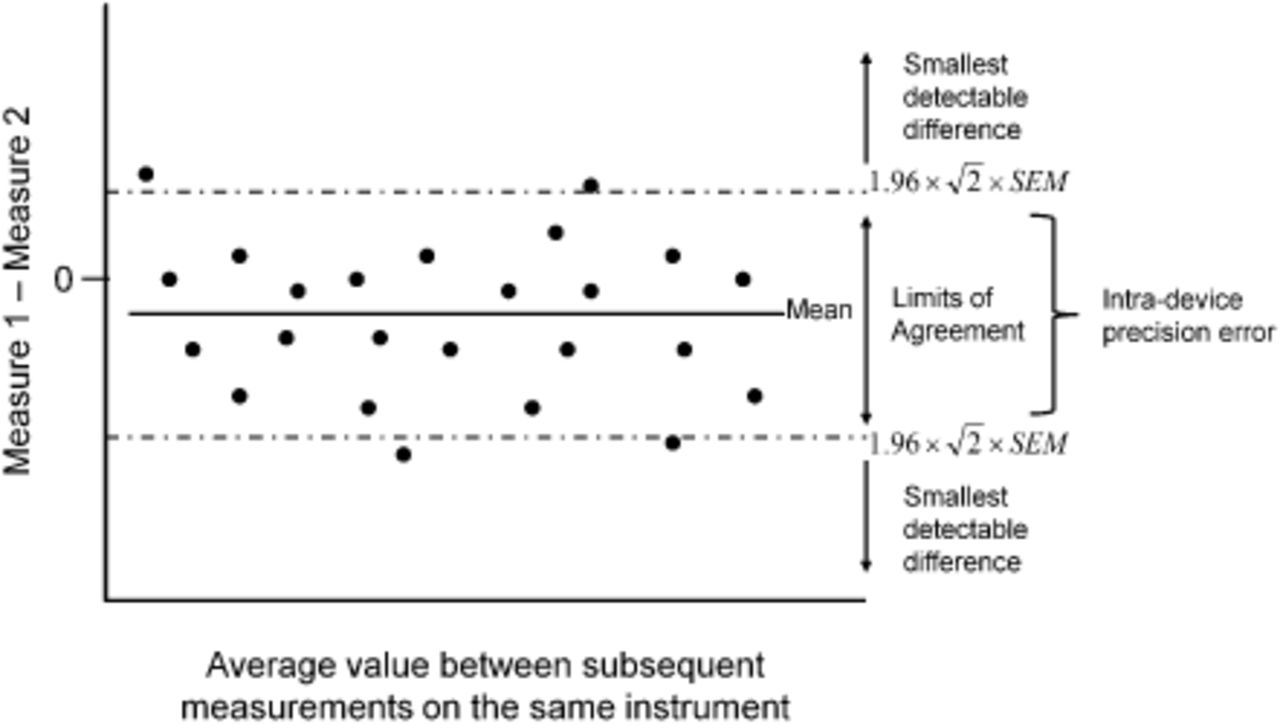 Measure 1 – Measure 2
0
Smallest
detectable
difference
1.96 × √2 × SEM
Mean
Limits of
Agreement
Intra-device
precision error
1.96 × √2 × SEM
Smallest
detectable
difference
Average value between subsequent
measurements on the same instrument